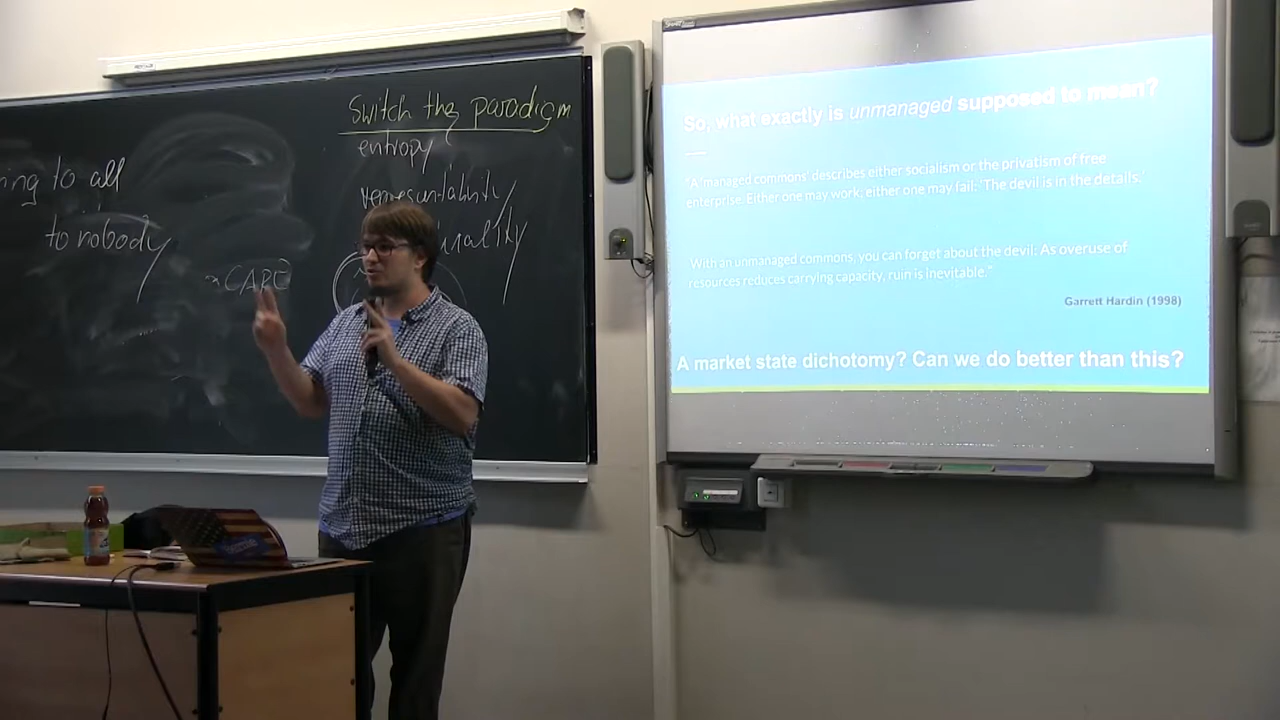 Switch the paradigm
entropy
representability
to all
to nobody
CARE
So, what exactly is unmanaged supposed to mean?
"A 'managed commons' describes either socialism or the privatism of free
enterprise. Either one may work; either one may fail: 'The devil is in the details.'
With an unmanaged commons, you can forget about the devil: As overuse of
resources reduces carrying capacity, ruin is inevitable."
Garrett Hardin (1998)
A market state dichotomy? Can we do better than this?